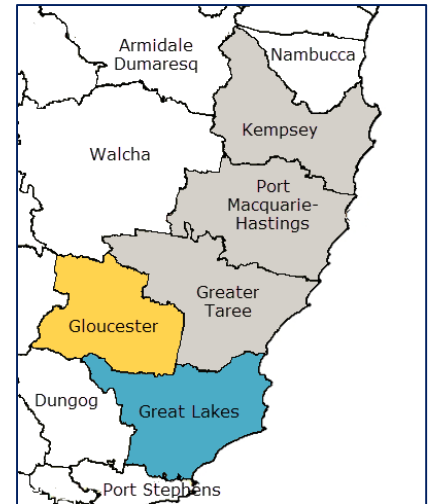 Armidale
Dumaresq
Nambucca
Kempsey
Walcha
Port
Macquarie-
Hastings
Greater
Taree
Gloucester
Dungog
Great Lakes
Port Stephens